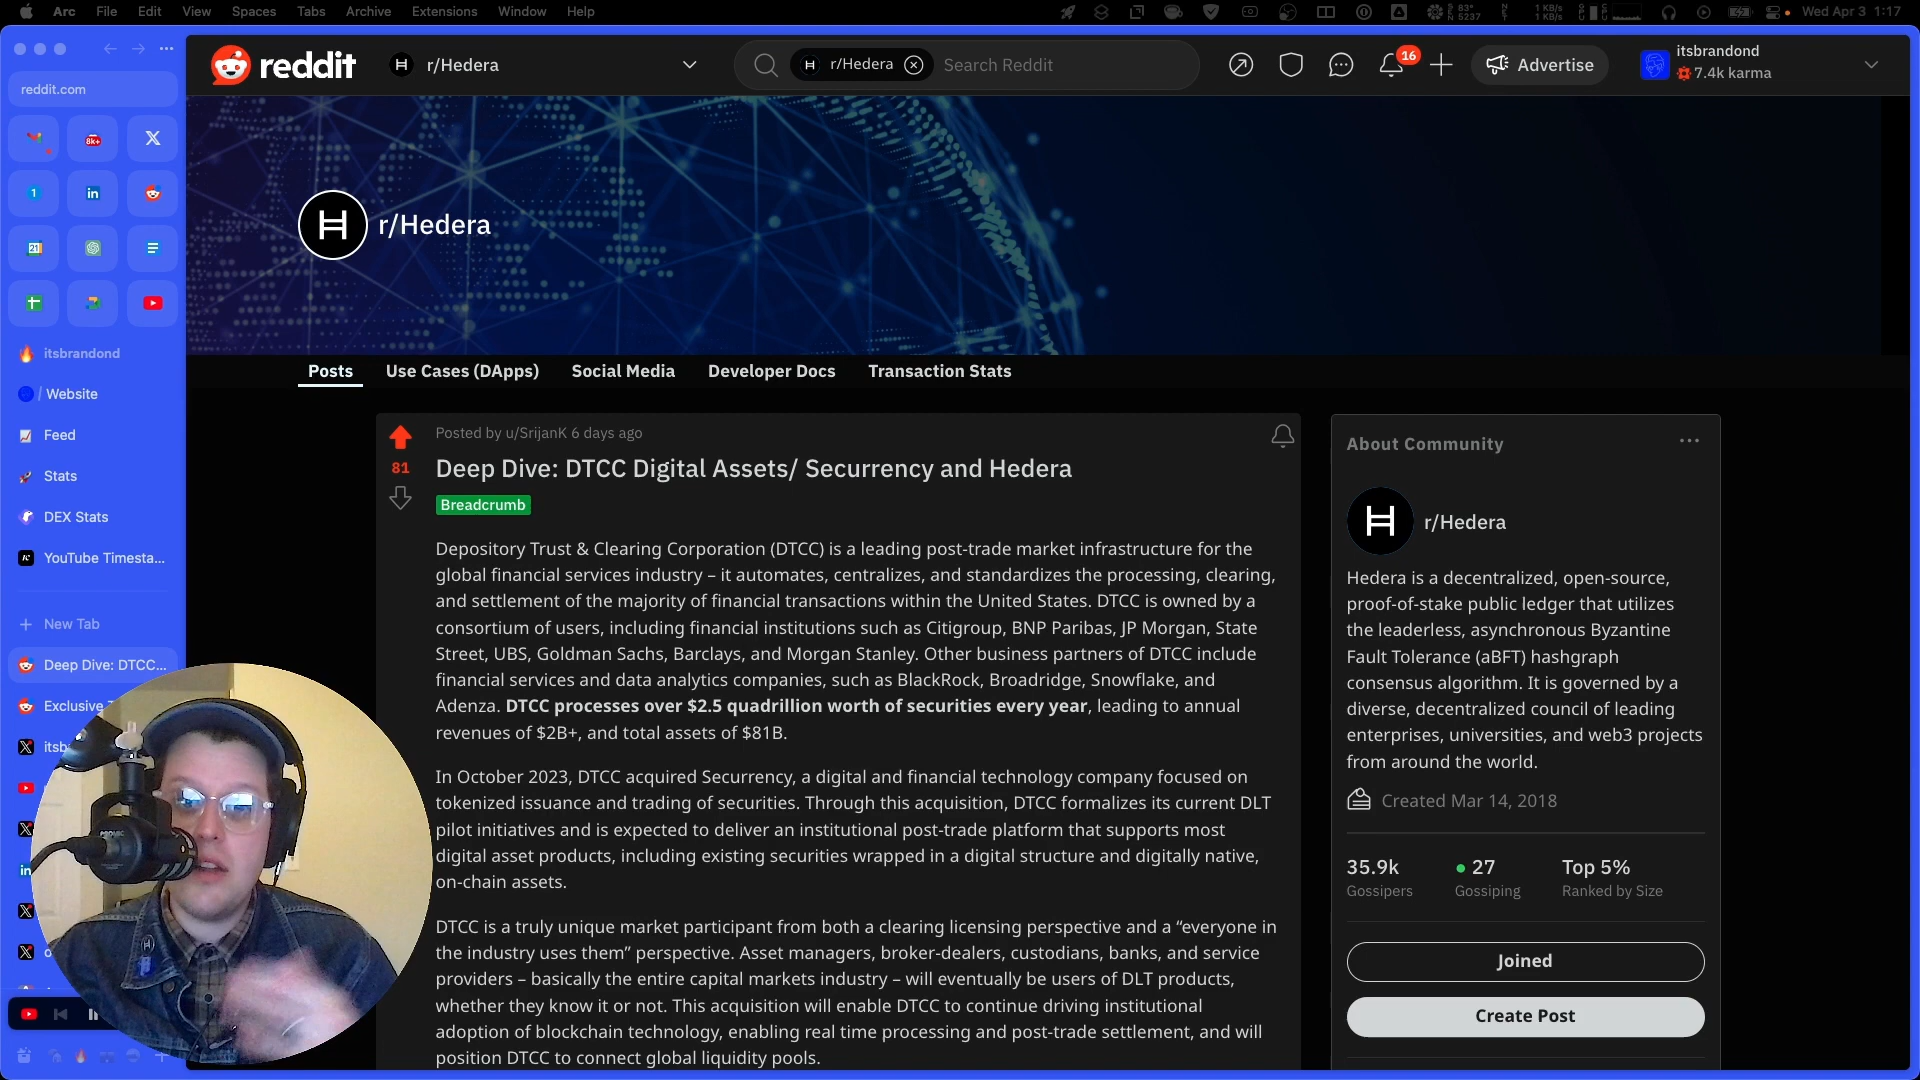 Arc File Edit View Spaces Tabs Archive Extensions Window Help
83° 5237 1 KB/s 1 KB/s Wed Apr 3 1:17
reddit.com
8k+
1
21
itsbrandond
/ Website
Feed
Stats
DEX Stats
YouTube Timesta...
New Tab
Deep Dive: DTCC...
Exclusive
itsb
reddit r/Hedera r/Hedera Search Reddit 16 Advertise itsbrandond
7.4k karma
r/Hedera
Posts Use Cases (DApps) Social Media Developer Docs Transaction Stats
81
Posted by u/SrijanK 6 days ago
Deep Dive: DTCC Digital Assets/ Securrency and Hedera
Breadcrumb
Depository Trust & Clearing Corporation (DTCC) is a leading post-trade market infrastructure for the
global financial services industry – it automates, centralizes, and standardizes the processing, clearing,
and settlement of the majority of financial transactions within the United States. DTCC is owned by a
consortium of users, including financial institutions such as Citigroup, BNP Paribas, JP Morgan, State
Street, UBS, Goldman Sachs, Barclays, and Morgan Stanley. Other business partners of DTCC include
financial services and data analytics companies, such as BlackRock, Broadridge, Snowflake, and
Adenza. DTCC processes over $2.5 quadrillion worth of securities every year, leading to annual
revenues of $2B+, and total assets of $81B.
In October 2023, DTCC acquired Securrency, a digital and financial technology company focused on
tokenized issuance and trading of securities. Through this acquisition, DTCC formalizes its current DLT
pilot initiatives and is expected to deliver an institutional post-trade platform that supports most
digital asset products, including existing securities wrapped in a digital structure and digitally native,
on-chain assets.
DTCC is a truly unique market participant from both a clearing licensing perspective and a “everyone in
the industry uses them” perspective. Asset managers, broker-dealers, custodians, banks, and service
providers – basically the entire capital markets industry – will eventually be users of DLT products,
whether they know it or not. This acquisition will enable DTCC to continue driving institutional
adoption of blockchain technology, enabling real time processing and post-trade settlement, and will
position DTCC to connect global liquidity pools.
About Community
r/Hedera
Hedera is a decentralized, open-source,
proof-of-stake public ledger that utilizes
the leaderless, asynchronous Byzantine
Fault Tolerance (aBFT) hashgraph
consensus algorithm. It is governed by a
diverse, decentralized council of leading
enterprises, universities, and web3 projects
from around the world.
Created Mar 14, 2018
35.9k 27 Top 5%
Gossipers Gossiping Ranked by Size
Joined
Create Post